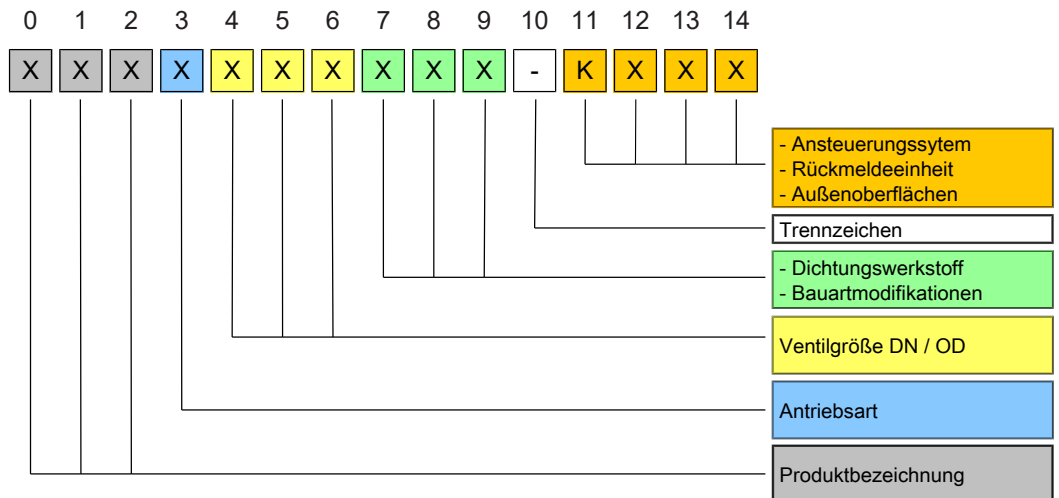 0 1 2 3 4 5 6 7 8 9 10 11 12 13 14
X X X X X X X X X X - K X X X
- Ansteuerungssytem
- Rückmeldeeinheit
- Außenoberflächen
Trennzeichen
- Dichtungswerkstoff
- Bauartmodifikationen
Ventilgröße DN / OD
Antriebsart
Produktbezeichnung